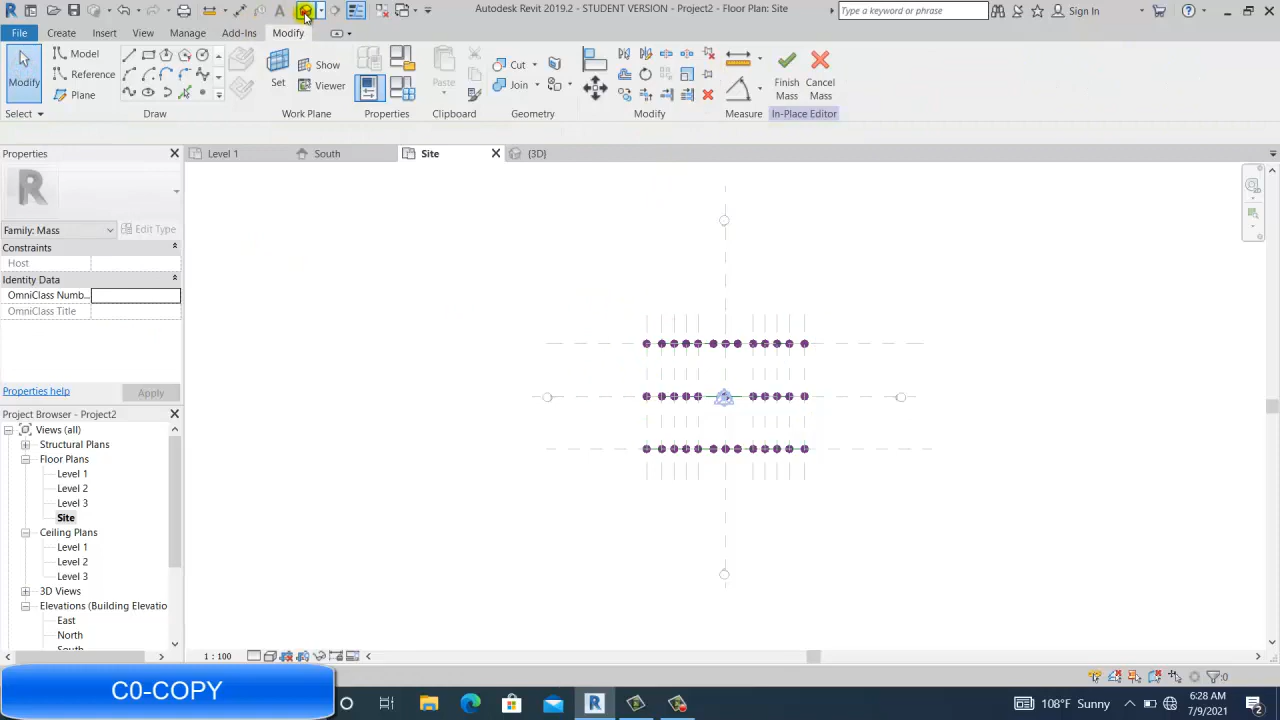 Autodesk Revit 2019.2 - STUDENT VERSION - Project2 - Floor Plan: Site
Type a keyword or phrase
Sign In
File Create Insert View Manage Add-Ins Modify
Modify
Model
Reference
Plane
Set
Show
Viewer
Paste
Cut
Join
Finish Mass
Cancel Mass
Select Draw Work Plane Properties Clipboard Geometry Modify Measure In-Place Editor
Properties
Level 1 South Site {3D}
Family: Mass
Edit Type
Constraints
Host
Identity Data
OmniClass Numb...
OmniClass Title
Properties help
Apply
Project Browser - Project2
Views (all)
Structural Plans
Floor Plans
Level 1
Level 2
Level 3
Site
Ceiling Plans
Level 1
Level 2
Level 3
3D Views
Elevations (Building Elevatio
East
North
South
1 : 100
:0
C0-COPY
108°F Sunny
6:28 AM
7/9/2021
2